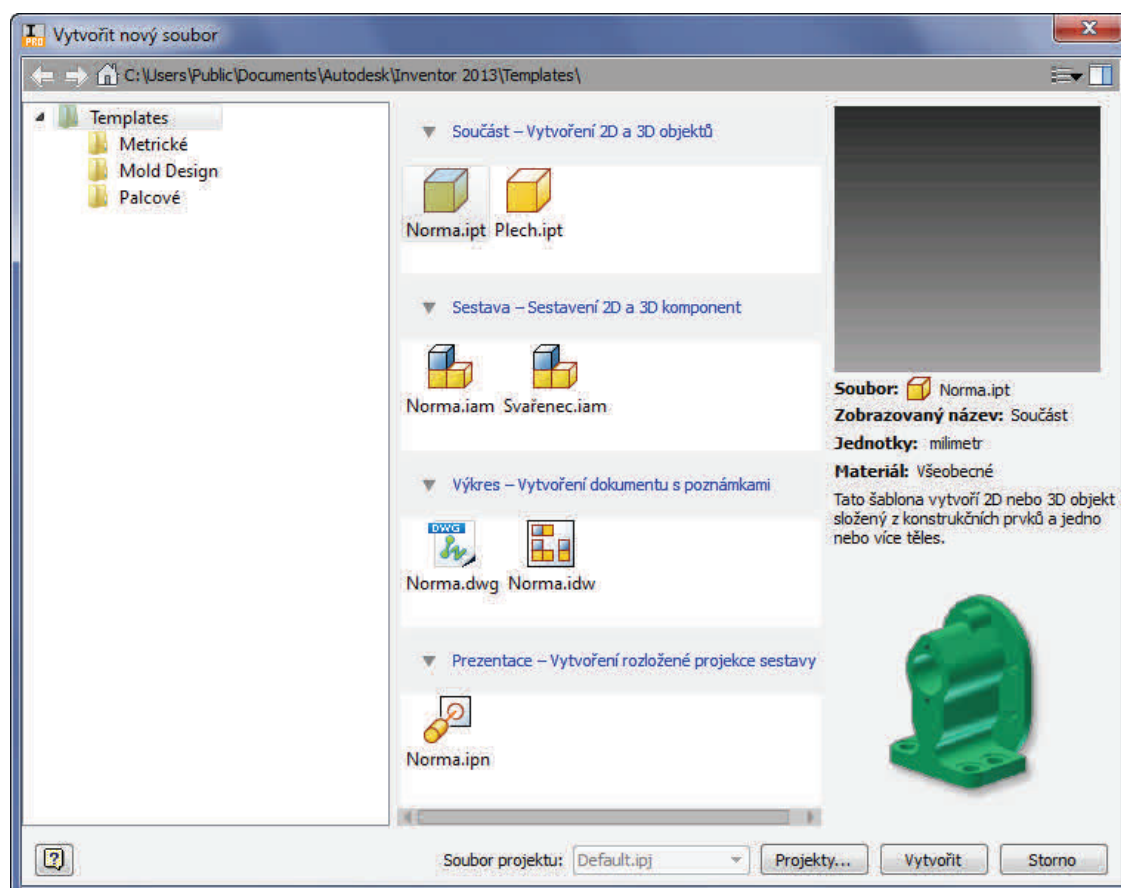 I PRO Vytvořit nový soubor
C:\Users\Public\Documents\Autodesk\Inventor 2013\Templates\
Templates
Metrické
Mold Design
Palcové
Součást – Vytvoření 2D a 3D objektů
Norma.ipt Plech.ipt
Sestava – Sestavení 2D a 3D komponent
Norma.iam Svařenec.iam
Výkres – Vytvoření dokumentu s poznámkami
DWG
Norma.dwg Norma.idw
Prezentace – Vytvoření rozložené projekce sestavy
Norma.ipn
Soubor: Norma.ipt
Zobrazovaný název: Součást
Jednotky: milimetr
Materiál: Všeobecné
Tato šablona vytvoří 2D nebo 3D objekt
složený z konstrukčních prvků a jedno
nebo více těles.
Soubor projektu: Default.ipj Projekty... Vytvořit Storno